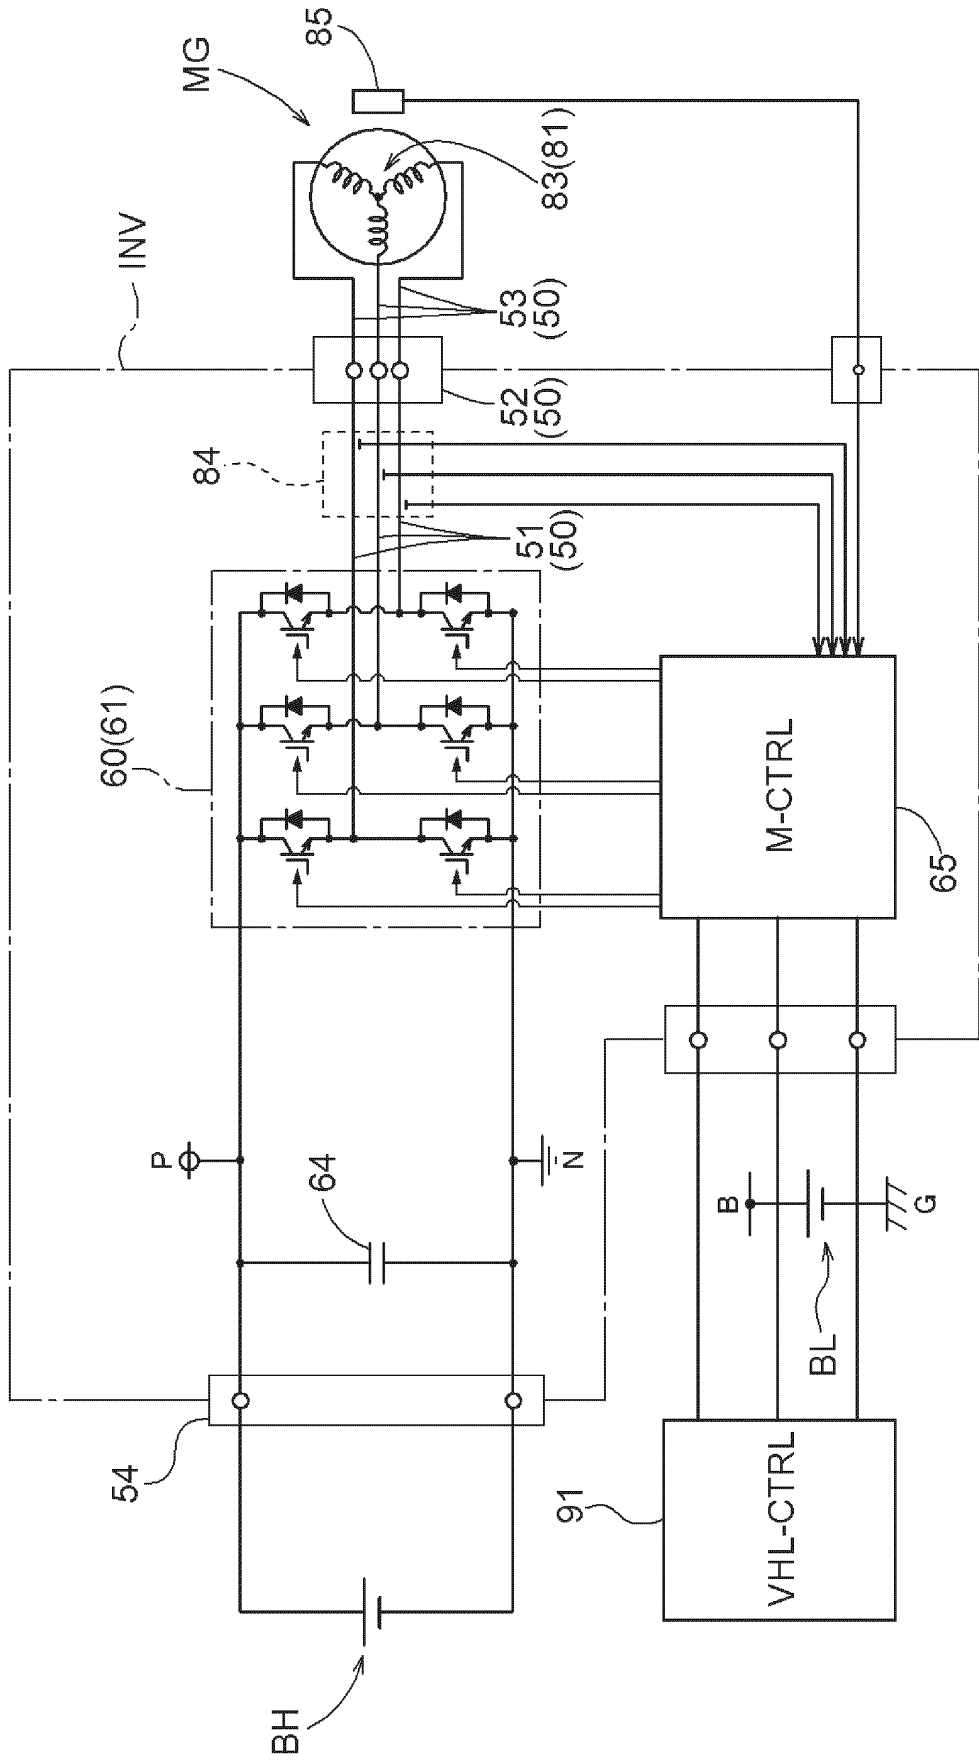 INV
MG
85
84
60(61)
83(81)
53
(50)
52
(50)
51
(50)
P
64
N
54
BH
M-CTRL
65
B
G
BL
91
VHL-CTRL